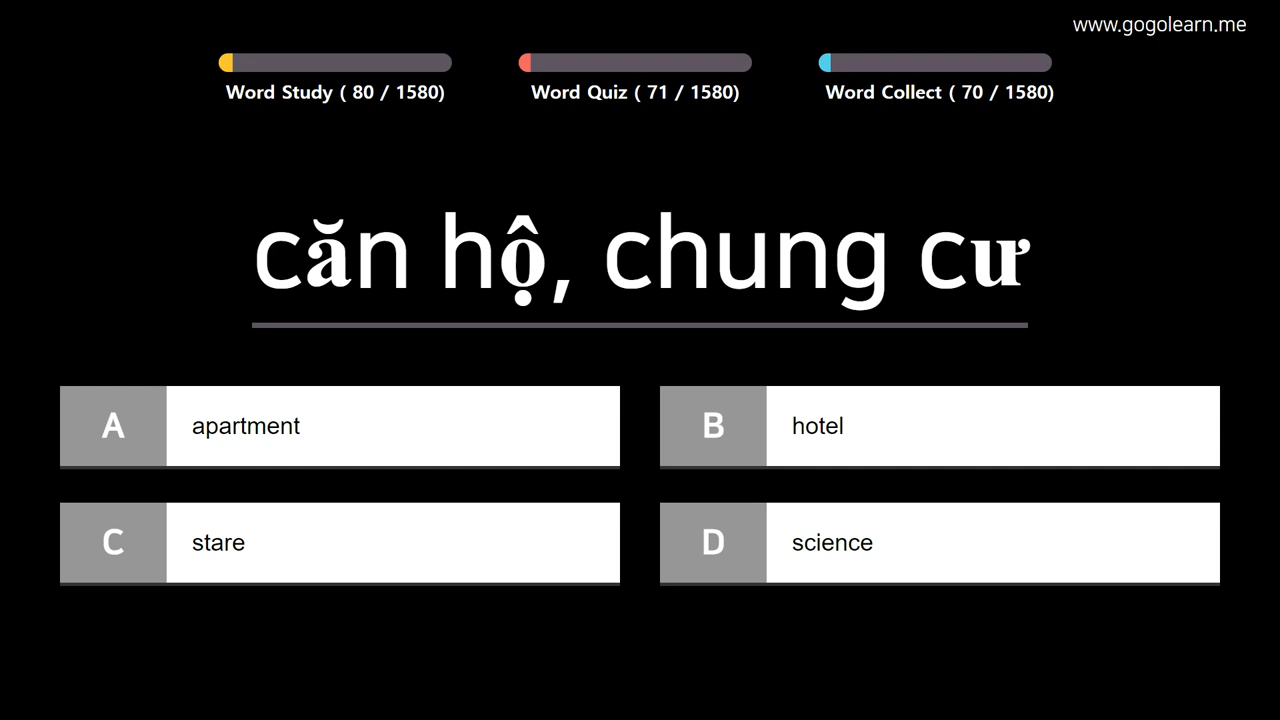 www.gogolearn.me
Word Study ( 80 / 1580)
Word Quiz ( 71 / 1580)
Word Collect ( 70 / 1580)
căn hộ, chung cư
A apartment
B hotel
C stare
D science